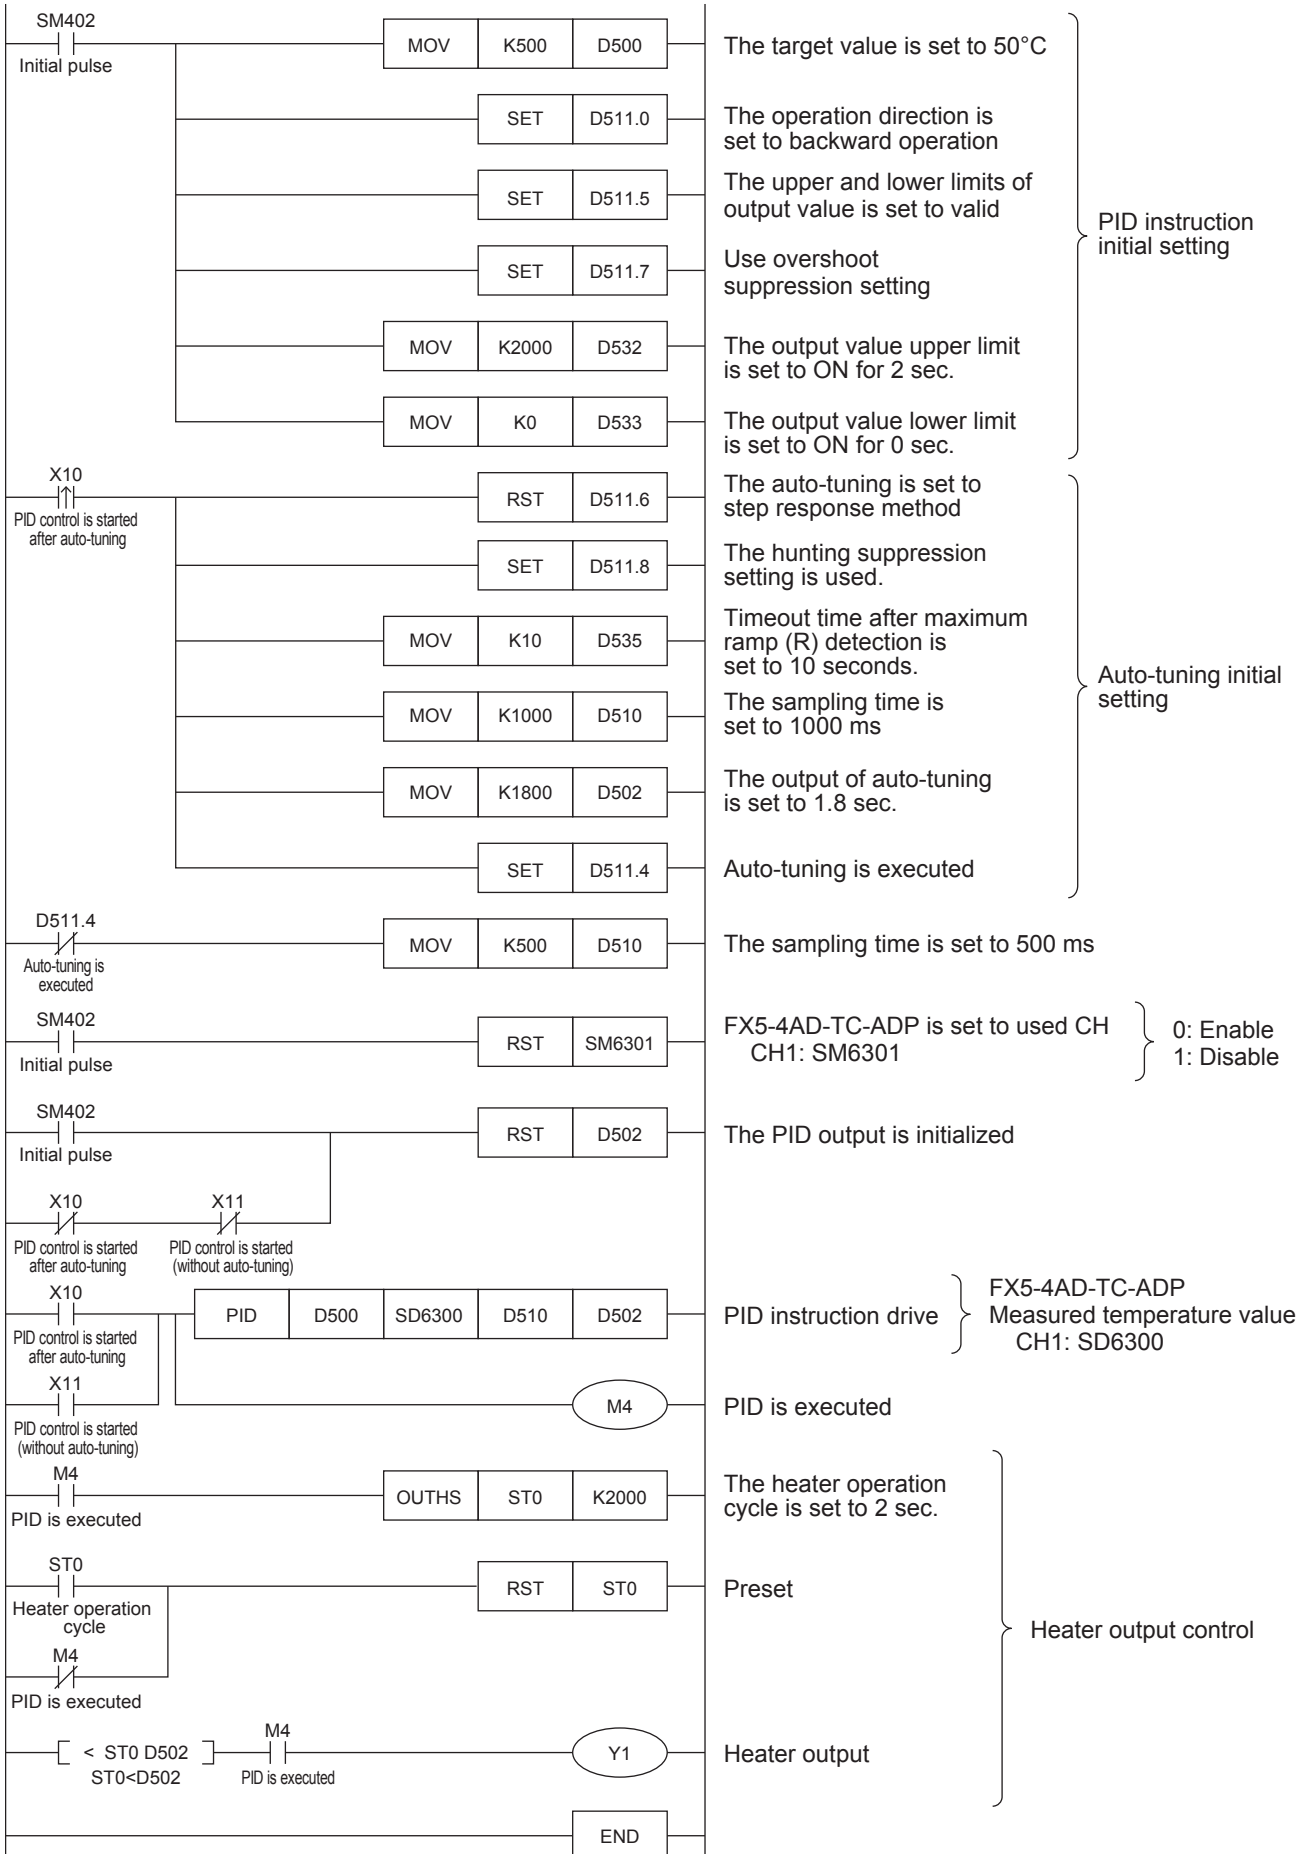 SM402
Initial pulse
MOV K500 D500
The target value is set to 50°C
SET D511.0
The operation direction is
set to backward operation
SET D511.5
The upper and lower limits of
output value is set to valid
SET D511.7
Use overshoot
suppression setting
MOV K2000 D532
The output value upper limit
is set to ON for 2 sec.
MOV K0 D533
The output value lower limit
is set to ON for 0 sec.
PID instruction
initial setting
X10
PID control is started
after auto-tuning
RST D511.6
The auto-tuning is set to
step response method
SET D511.8
The hunting suppression
setting is used.
MOV K10 D535
Timeout time after maximum
ramp (R) detection is
set to 10 seconds.
MOV K1000 D510
The sampling time is
set to 1000 ms
MOV K1800 D502
The output of auto-tuning
is set to 1.8 sec.
SET D511.4
Auto-tuning is executed
Auto-tuning initial
setting
D511.4
Auto-tuning is
executed
MOV K500 D510
The sampling time is set to 500 ms
SM402
Initial pulse
RST SM6301
FX5-4AD-TC-ADP is set to used CH
CH1: SM6301
0: Enable
1: Disable
SM402
Initial pulse
RST D502
The PID output is initialized
X10
PID control is started
after auto-tuning
X11
PID control is started
(without auto-tuning)
X10
PID control is started
after auto-tuning
PID D500 SD6300 D510 D502
PID instruction drive
FX5-4AD-TC-ADP
Measured temperature value
CH1: SD6300
X11
PID control is started
(without auto-tuning)
M4
PID is executed
M4
PID is executed
OUTHS ST0 K2000
The heater operation
cycle is set to 2 sec.
ST0
Heater operation
cycle
RST ST0
Preset
M4
PID is executed
Heater output control
< ST0 D502
ST0<D502
M4
PID is executed
Y1
Heater output
END